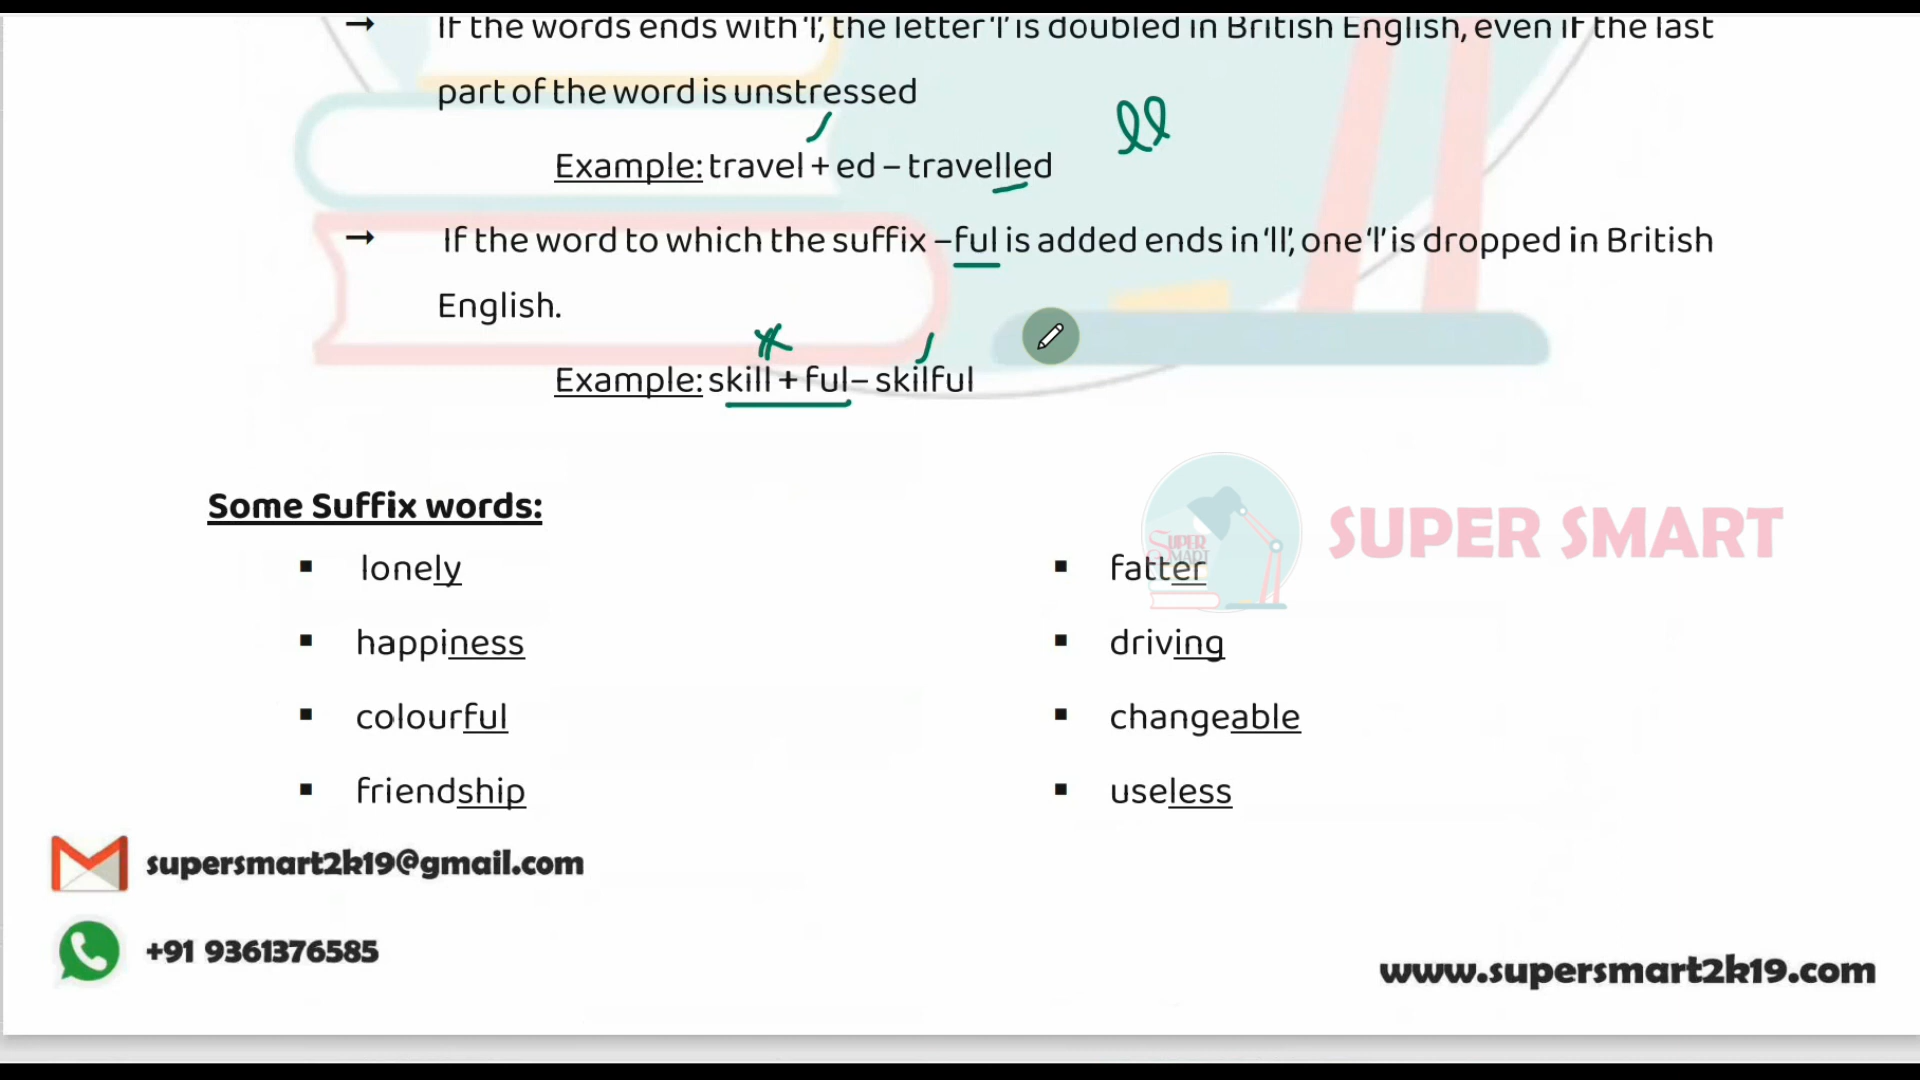 → If the words ends with 'l', the letter 'l' is doubled in British English, even if the last
part of the word is unstressed
ll
Example: travel + ed – travelled
→ If the word to which the suffix –ful is added ends in 'll', one 'l' is dropped in British
English.
Example: skill + ful – skilful
Some Suffix words:
SUPER SMART
SUPER
SMART
▪ lonely
▪ fatter
▪ happiness
▪ driving
▪ colourful
▪ changeable
▪ friendship
▪ useless
supersmart2k19@gmail.com
+91 9361376585
www.supersmart2k19.com